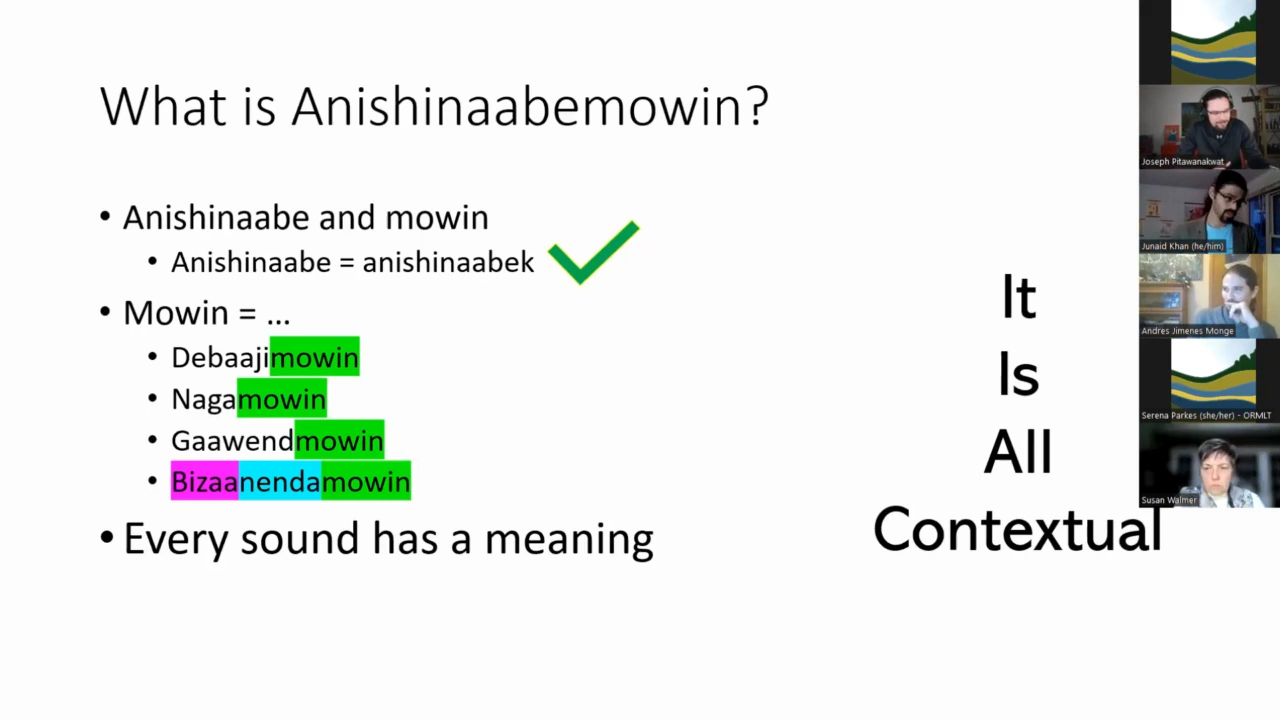 What is Anishinaabemowin?
• Anishinaabe and mowin
• Anishinaabe = anishinaabek
• Mowin = ...
• Debaajimowin
• Nagamowin
• Gaawendmowin
• Bizaanendamowin
• Every sound has a meaning
It
Is
All
Contextual
Joseph Pitawanakwat
Junaid Khan (he/him)
Andres Jimenes Monge
Serena Parkes (she/her) - ORMLT
Susan Walmer